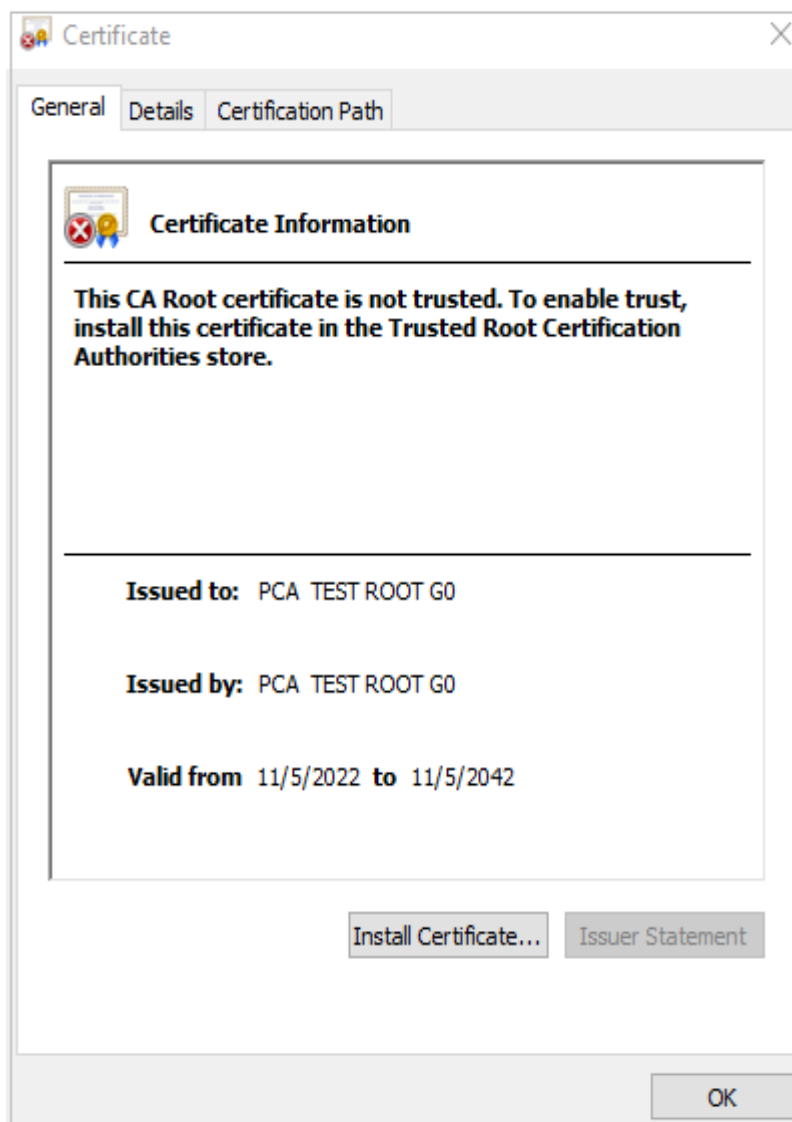 Certificate
General Details Certification Path
Certificate Information
This CA Root certificate is not trusted. To enable trust,
install this certificate in the Trusted Root Certification
Authorities store.
Issued to: PCA TEST ROOT G0
Issued by: PCA TEST ROOT G0
Valid from 11/5/2022 to 11/5/2042
Install Certificate... Issuer Statement
OK